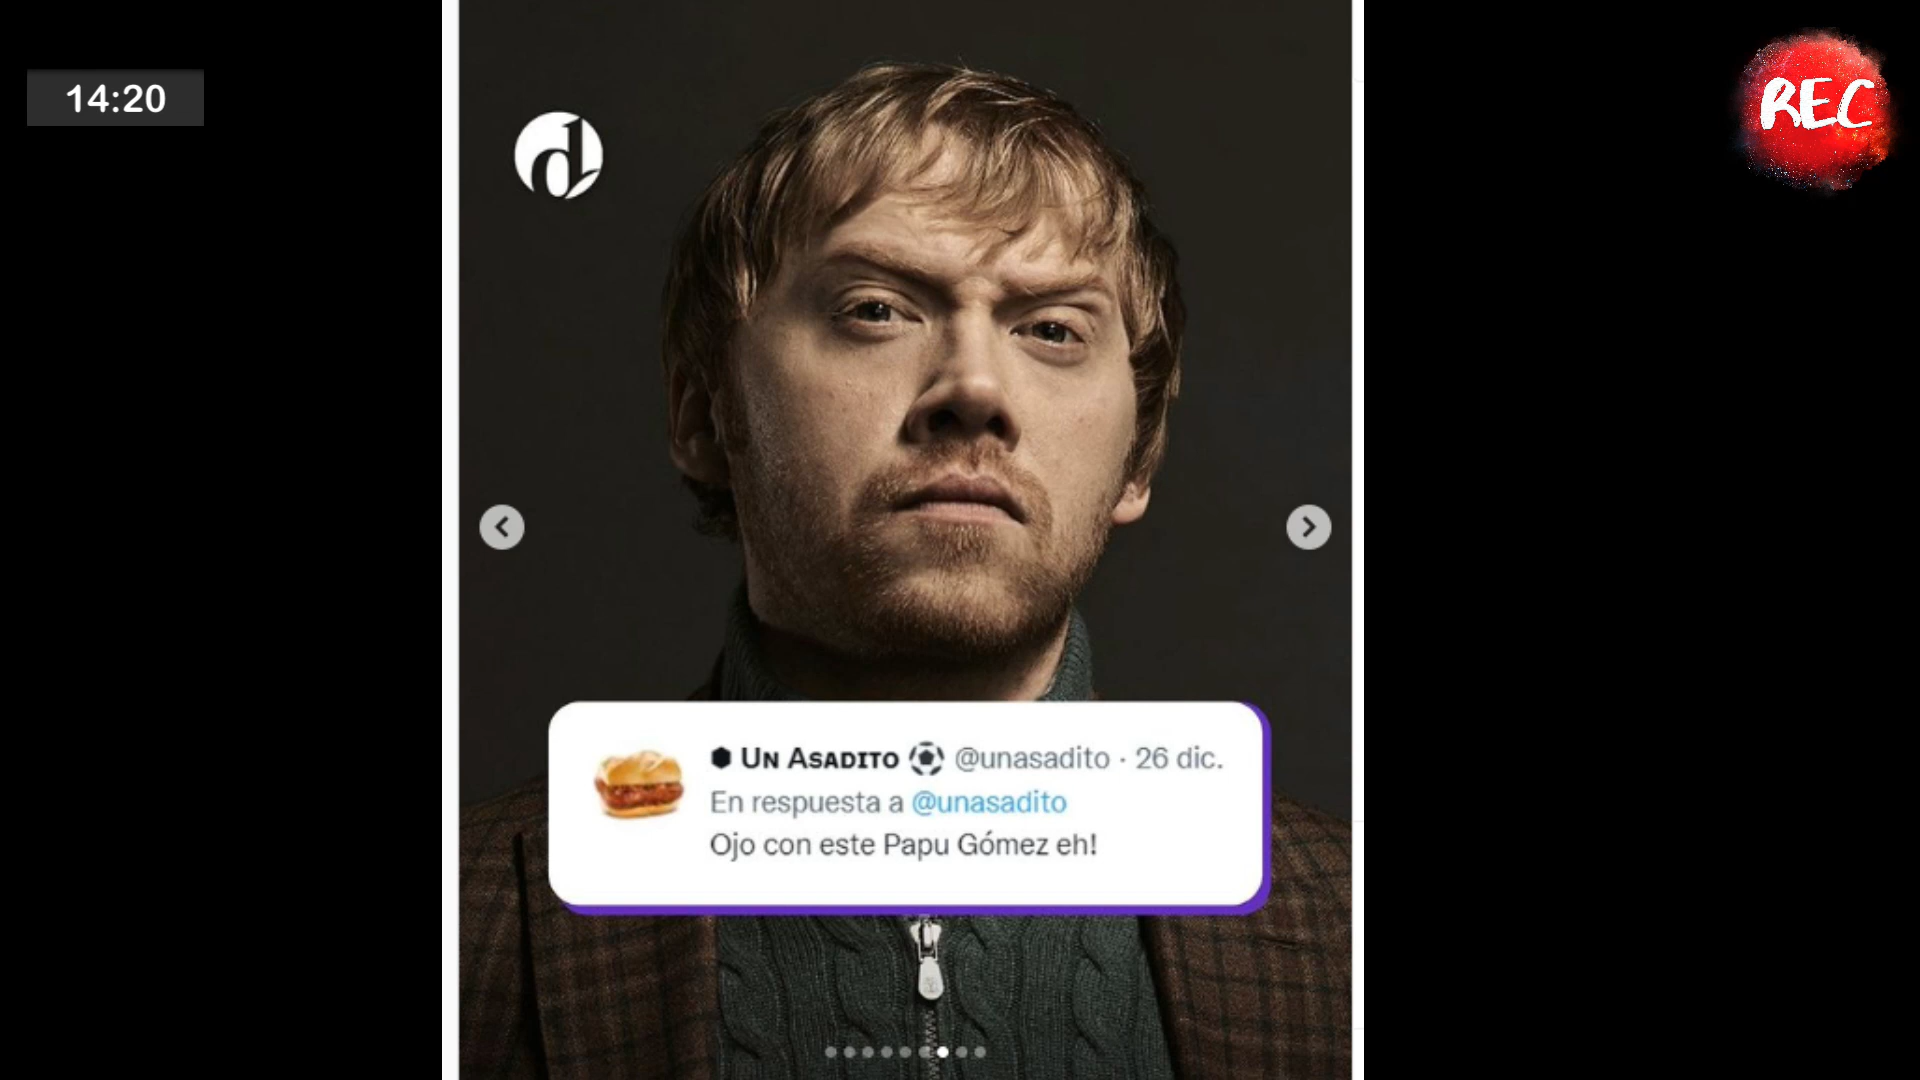 14:20
REC
d
Un Asadito @unasadito · 26 dic.
En respuesta a @unasadito
Ojo con este Papu Gómez eh!